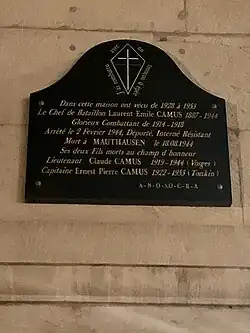 Dans cette maison ont vécu de 1928 à 1953
Le Chef de Bataillon Laurent Emile CAMUS 1887-1944
Glorieux Combattant de 1914-1918
Arrêté le 2 Février 1944, Déporté, Interné Résistant
Mort à MAUTHAUSEN le 18.08.1944
Ses deux Fils morts au champ d'honneur
Lieutenant Claude CAMUS 1919-1944 (Vosges)
Capitaine Ernest Pierre CAMUS 1922-1953 (Tonkin)